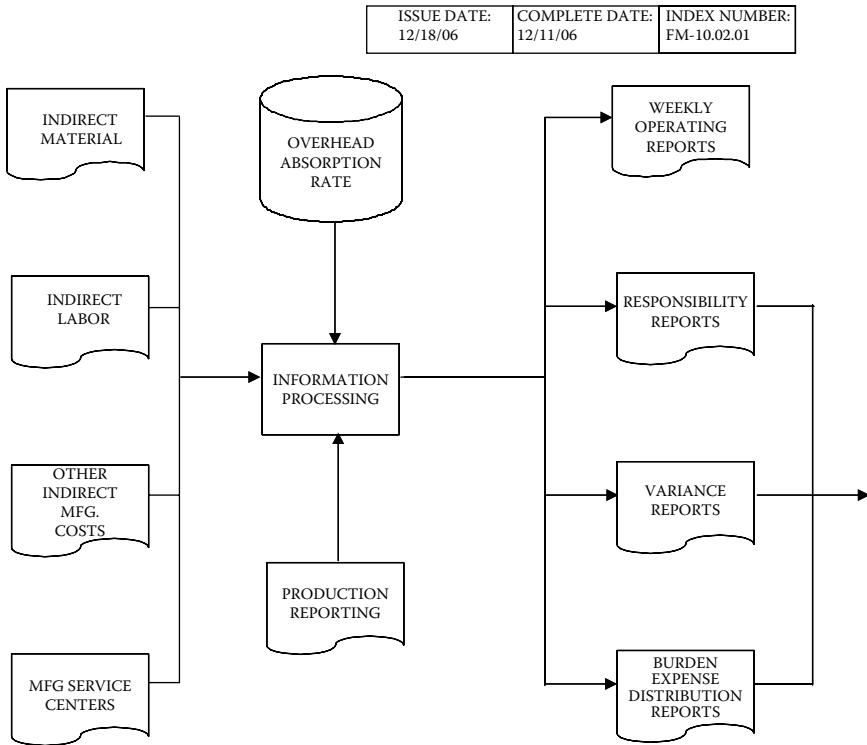 ISSUE DATE:
12/18/06
COMPLETE DATE:
12/11/06
INDEX NUMBER:
FM-10.02.01
INDIRECT
MATERIAL
OVERHEAD
ABSORPTION
RATE
WEEKLY
OPERATING
REPORTS
INDIRECT
LABOR
RESPONSIBILITY
REPORTS
INFORMATION
PROCESSING
OTHER
INDIRECT
MFG.
COSTS
VARIANCE
REPORTS
PRODUCTION
REPORTING
MFG SERVICE
CENTERS
BURDEN
EXPENSE
DISTRIBUTION
REPORTS